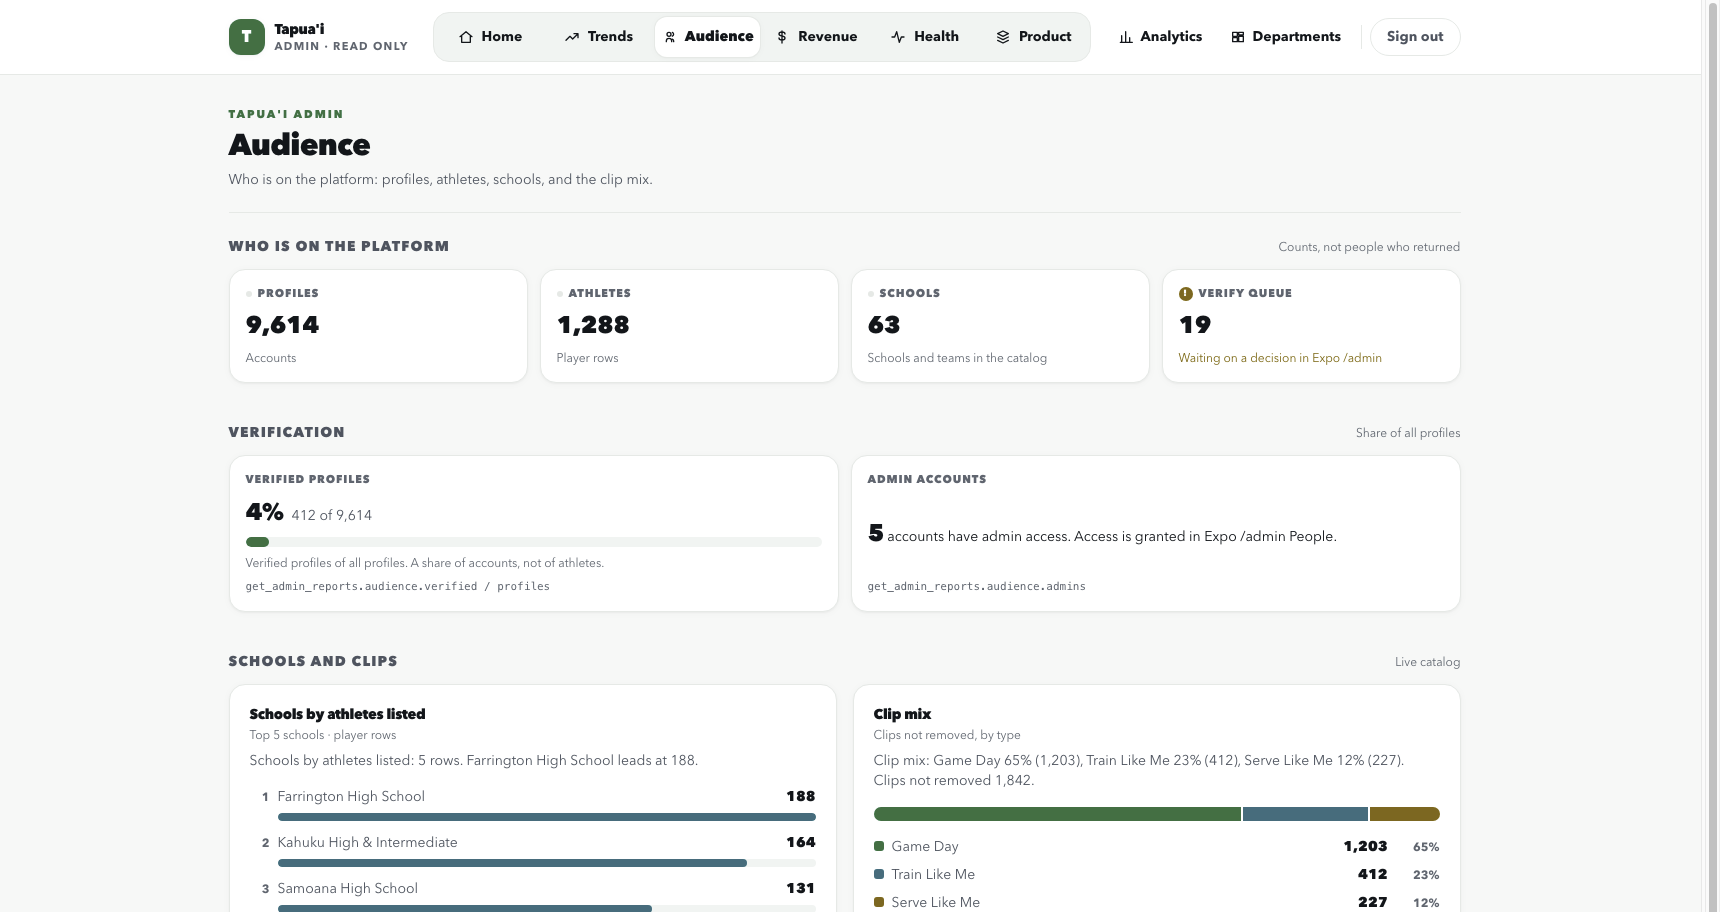 T
Tapua'i
ADMIN · READ ONLY
Home
Trends
Audience
Revenue
Health
Product
Analytics
Departments
Sign out
TAPUA'I ADMIN
Audience
Who is on the platform: profiles, athletes, schools, and the clip mix.
WHO IS ON THE PLATFORM
Counts, not people who returned
PROFILES
9,614
Accounts
ATHLETES
1,288
Player rows
SCHOOLS
63
Schools and teams in the catalog
! VERIFY QUEUE
19
Waiting on a decision in Expo /admin
VERIFICATION
Share of all profiles
VERIFIED PROFILES
4% 412 of 9,614
Verified profiles of all profiles. A share of accounts, not of athletes.
get_admin_reports.audience.verified / profiles
ADMIN ACCOUNTS
5 accounts have admin access. Access is granted in Expo /admin People.
get_admin_reports.audience.admins
SCHOOLS AND CLIPS
Live catalog
Schools by athletes listed
Top 5 schools · player rows
Schools by athletes listed: 5 rows. Farrington High School leads at 188.
1 Farrington High School 188
2 Kahuku High & Intermediate 164
3 Samoana High School 131
Clip mix
Clips not removed, by type
Clip mix: Game Day 65% (1,203), Train Like Me 23% (412), Serve Like Me 12% (227).
Clips not removed 1,842.
Game Day 1,203 65%
Train Like Me 412 23%
Serve Like Me 227 12%